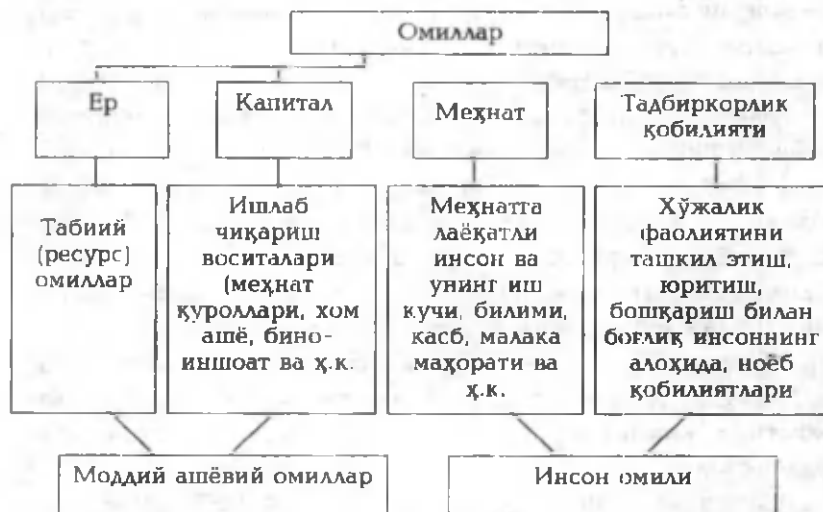 Омиллар
Ер
Капитал
Меҳнат
Тадбиркорлик
қобилияти
Табиий
(ресурс)
омиллар
Ишлаб
чиқариш
воситалари
(меҳнат
қуроллари, хом
ашё, бино-
иншоат ва ҳ.к.
Меҳнатга
лаёқатли
инсон ва
унинг иш
кучи, билими,
касб, малака
маҳорати ва
ҳ.к.
Хўжалик
фаолиятини
ташкил этиш,
юритиш,
бошқариш билан
боғлиқ инсоннинг
алоҳида, ноёб
қобилиятлари
Моддий ашёвий омиллар
Инсон омили